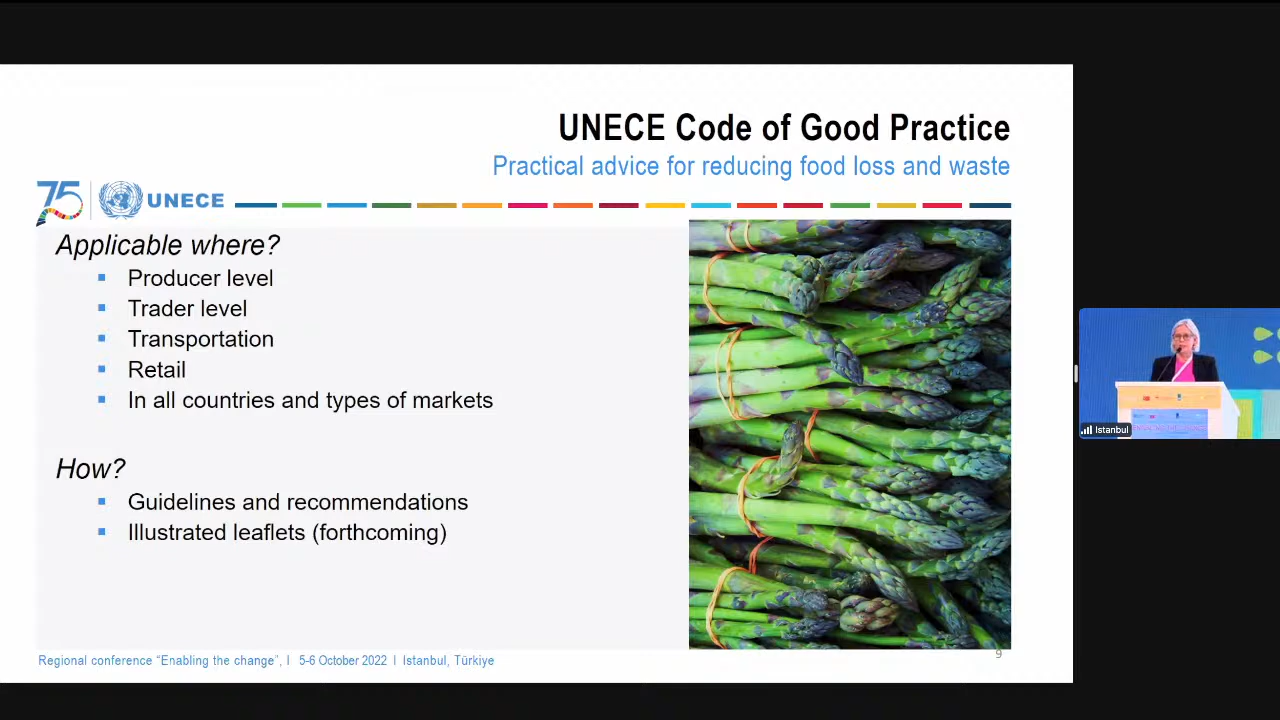 UNECE Code of Good Practice
Practical advice for reducing food loss and waste
75
UNECE
Applicable where?
▪ Producer level
▪ Trader level
▪ Transportation
▪ Retail
▪ In all countries and types of markets
How?
▪ Guidelines and recommendations
▪ Illustrated leaflets (forthcoming)
Regional conference “Enabling the change”, I 5-6 October 2022 I Istanbul, Türkiye
9
Istanbul